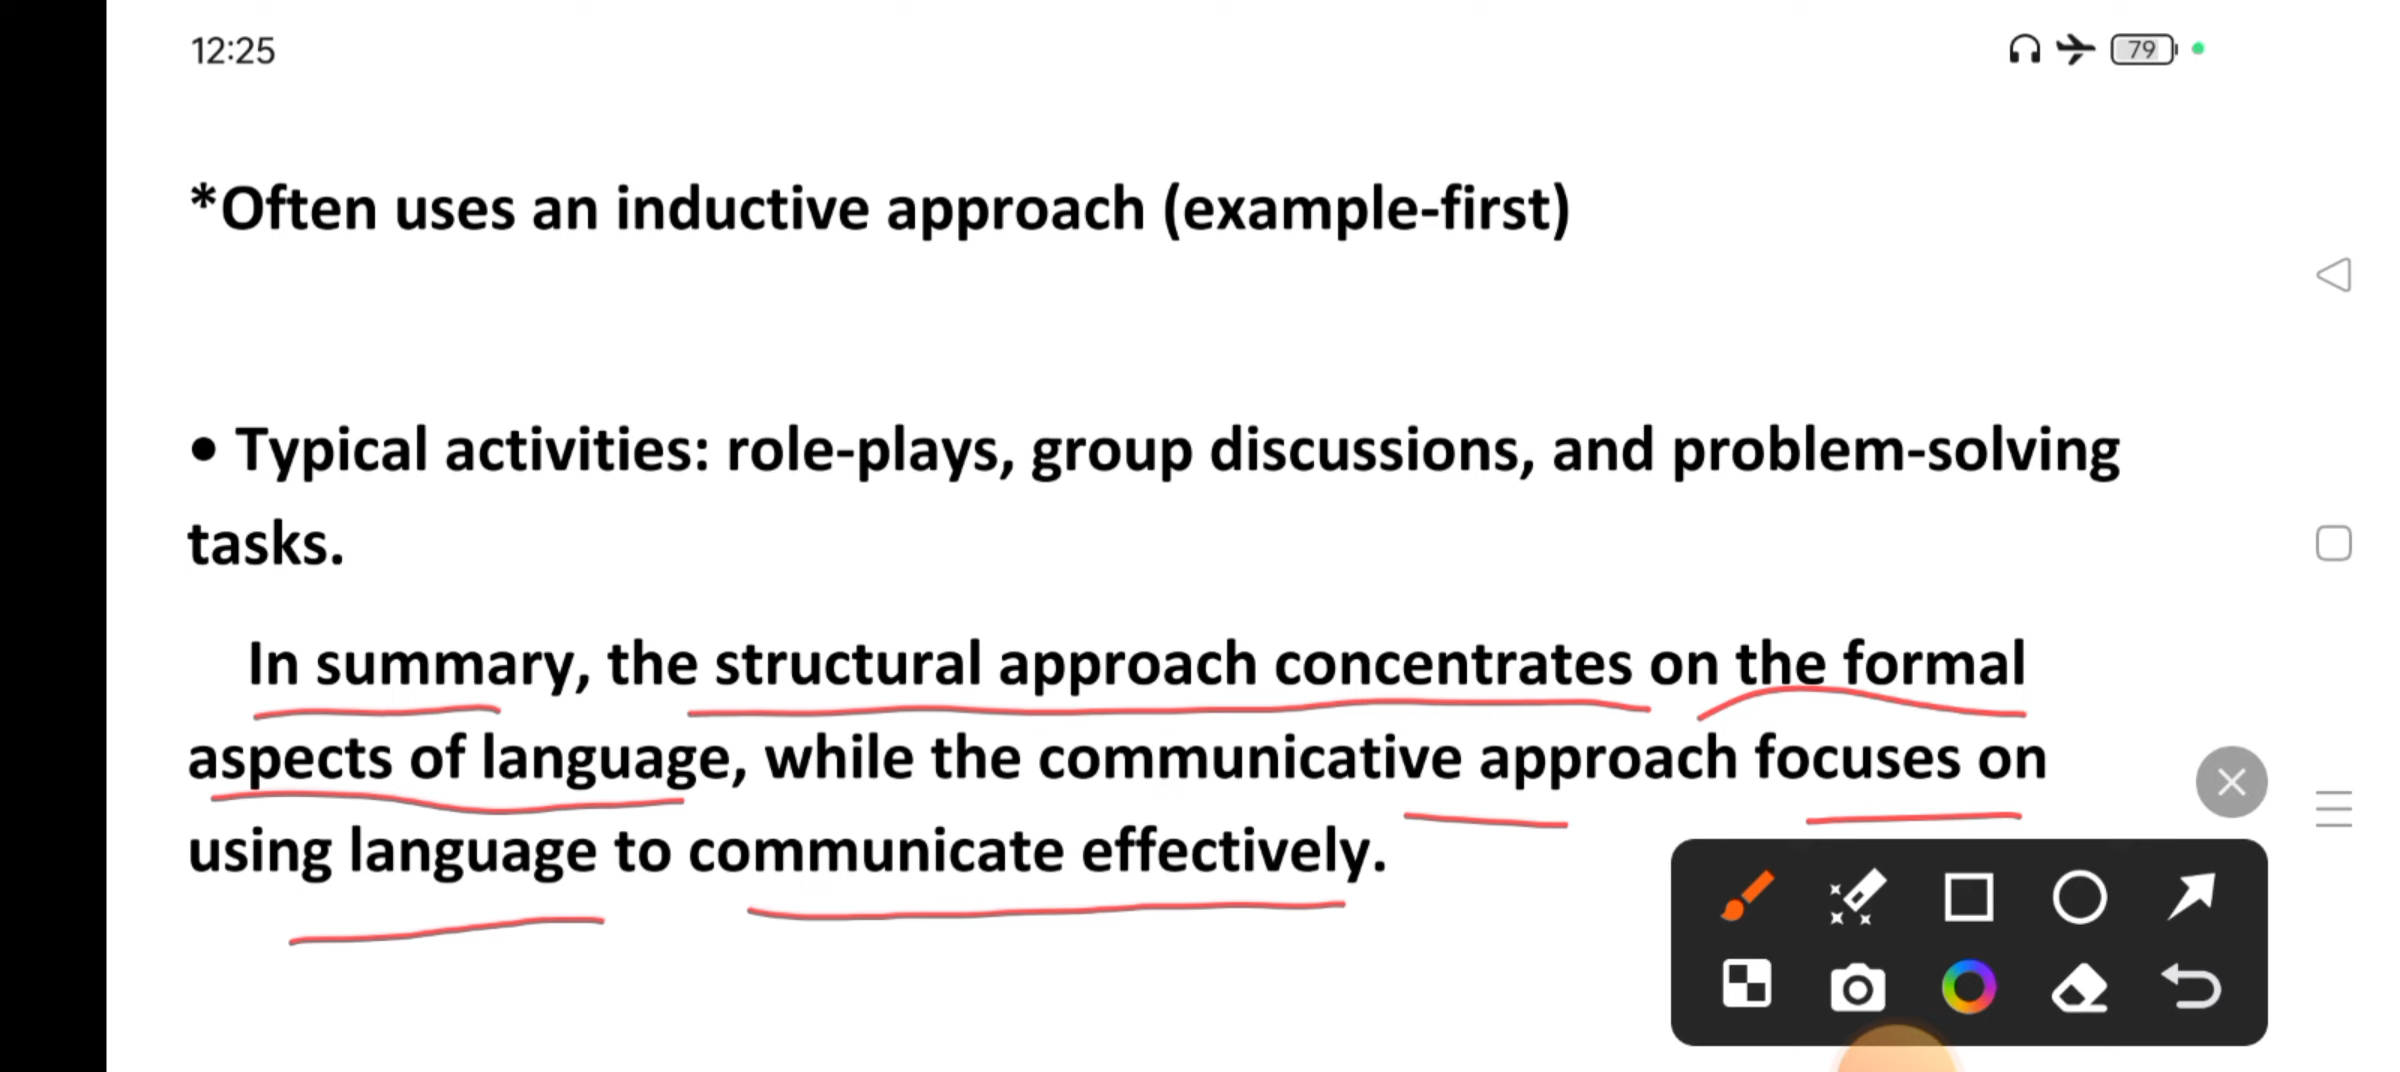 12:25
79
*Often uses an inductive approach (example-first)
• Typical activities: role-plays, group discussions, and problem-solving
tasks.
In summary, the structural approach concentrates on the formal
aspects of language, while the communicative approach focuses on
using language to communicate effectively.